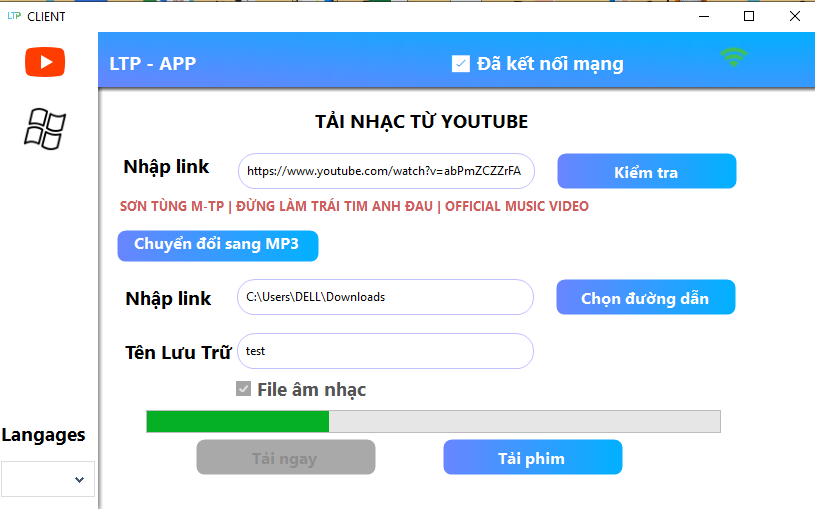 LTP CLIENT
LTP - APP
Đã kết nối mạng
TẢI NHẠC TỪ YOUTUBE
Nhập link
https://www.youtube.com/watch?v=abPmZCZZrFA
Kiểm tra
SƠN TÙNG M-TP | ĐỪNG LÀM TRÁI TIM ANH ĐAU | OFFICIAL MUSIC VIDEO
Chuyển đổi sang MP3
Nhập link
C:\Users\DELL\Downloads
Chọn đường dẫn
Tên Lưu Trữ
test
File âm nhạc
Tải ngay
Tải phim
Langages